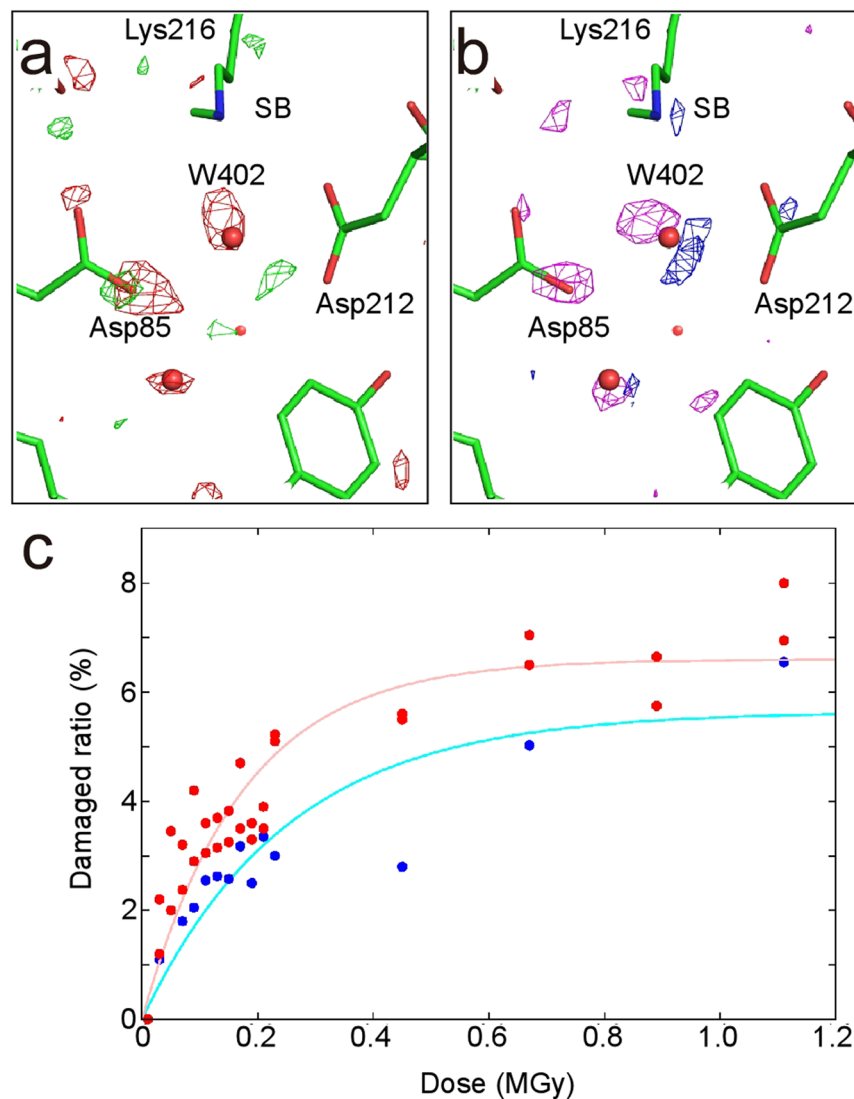 a
Lys216
SB
W402
Asp85
Asp212
b
Lys216
SB
W402
Asp85
Asp212
c
Damaged ratio (%)
8
6
4
2
0
0.0
0.2
0.4
0.6
0.8
1.0
1.2
Dose (MGy)